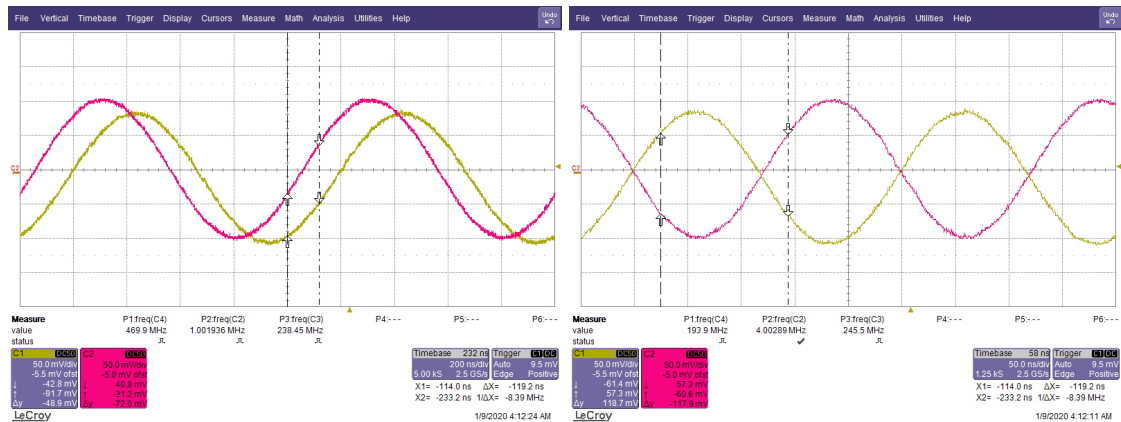 File Vertical Timebase Trigger Display Cursors Measure Math Analysis Utilities Help Undo
C2
Measure P1:freq(C4) P2:freq(C2) P3:freq(C3) P4:--- P5:--- P6:---
value 469.9 MHz 1.001936 MHz 238.45 MHz
status
C1 DC50 C2 DC50 Timebase 232 ns Trigger C1 DC
50.0 mV/div 50.0 mV/div 200 ns/div Auto 9.5 mV
-5.5 mV ofst -5.0 mV ofst 5.00 kS 2.5 GS/s Edge Positive
↓ -42.8 mV ↓ 40.8 mV X1= -114.0 ns ΔX= -119.2 ns
↑ -91.7 mV ↑ -31.2 mV X2= -233.2 ns 1/ΔX= -8.39 MHz
Δy -48.9 mV Δy -72.0 mV
LeCroy 1/9/2020 4:12:24 AM
File Vertical Timebase Trigger Display Cursors Measure Math Analysis Utilities Help Undo
C2
Measure P1:freq(C4) P2:freq(C2) P3:freq(C3) P4:--- P5:--- P6:---
value 193.9 MHz 4.00289 MHz 245.5 MHz
status
C1 DC50 C2 DC50 Timebase 58 ns Trigger C1 DC
50.0 mV/div 50.0 mV/div 50.0 ns/div Auto 9.5 mV
-5.5 mV ofst -5.0 mV ofst 1.25 kS 2.5 GS/s Edge Positive
↓ -61.4 mV ↓ 57.3 mV X1= -114.0 ns ΔX= -119.2 ns
↑ 57.3 mV ↑ -60.6 mV X2= -233.2 ns 1/ΔX= -8.39 MHz
Δy 118.7 mV Δy -117.9 mV
LeCroy 1/9/2020 4:12:11 AM